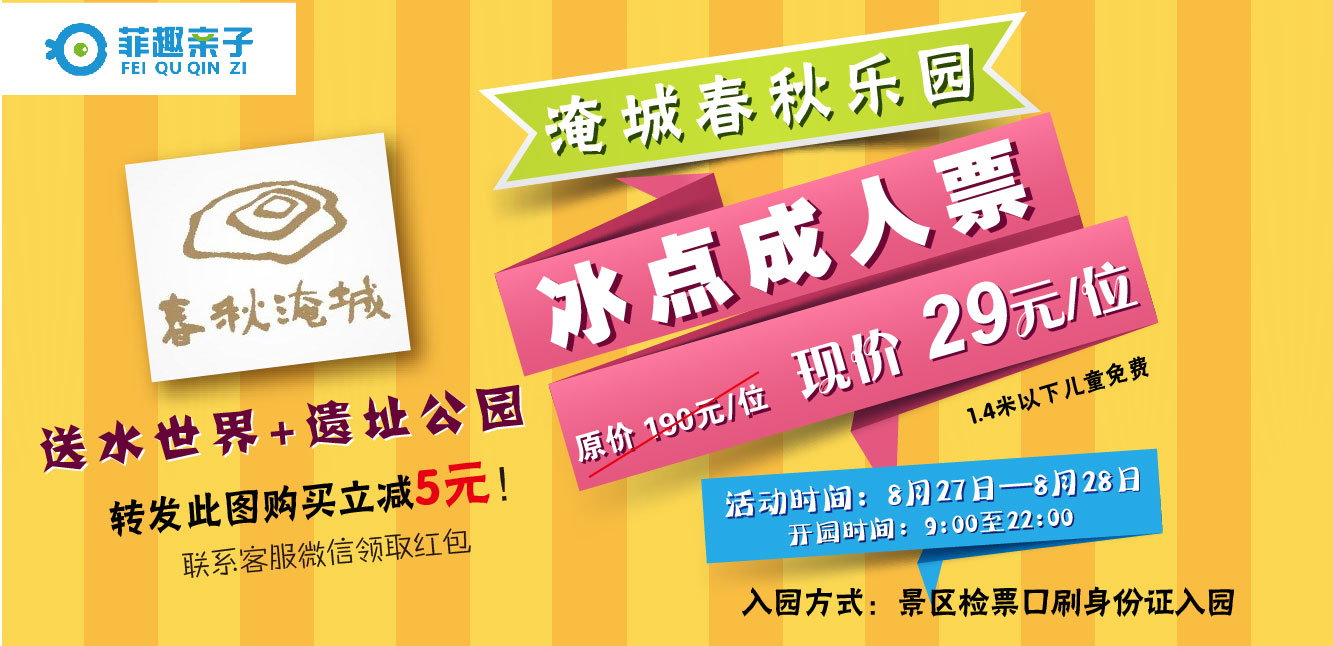 菲趣亲子
FEI QU QIN ZI
淹城春秋乐园
冰点成人票
原价 190元/位 现价 29元/位
1.4米以下儿童免费
春秋淹城
送水世界+遗址公园
转发此图购买立减5元！
联系客服微信领取红包
活动时间：8月27日—8月28日
开园时间：9:00至22:00
入园方式：景区检票口刷身份证入园